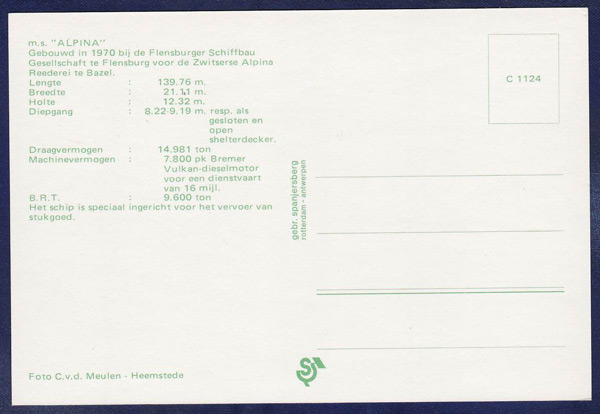 m.s. "ALPINA"
Gebouwd in 1970 bij de Flensburger Schiffbau
Gesellschaft te Flensburg voor de Zwitserse Alpina
Reederei te Bazel.
Lengte : 139.76 m.
Breedte : 21.11 m.
Holte : 12.32 m.
Diepgang : 8.22-9.19 m. resp. als
gesloten en
open
shelterdecker.
Draagvermogen : 14.981 ton
Machinevermogen : 7.800 pk Bremer
Vulkan-dieselmotor
voor een dienstvaart
van 16 mijl.
B.R.T. : 9.600 ton
Het schip is speciaal ingericht voor het vervoer van
stukgoed.
Foto C.v.d. Meulen - Heemstede
gebr. spanjersberg
rotterdam - antwerpen
C 1124